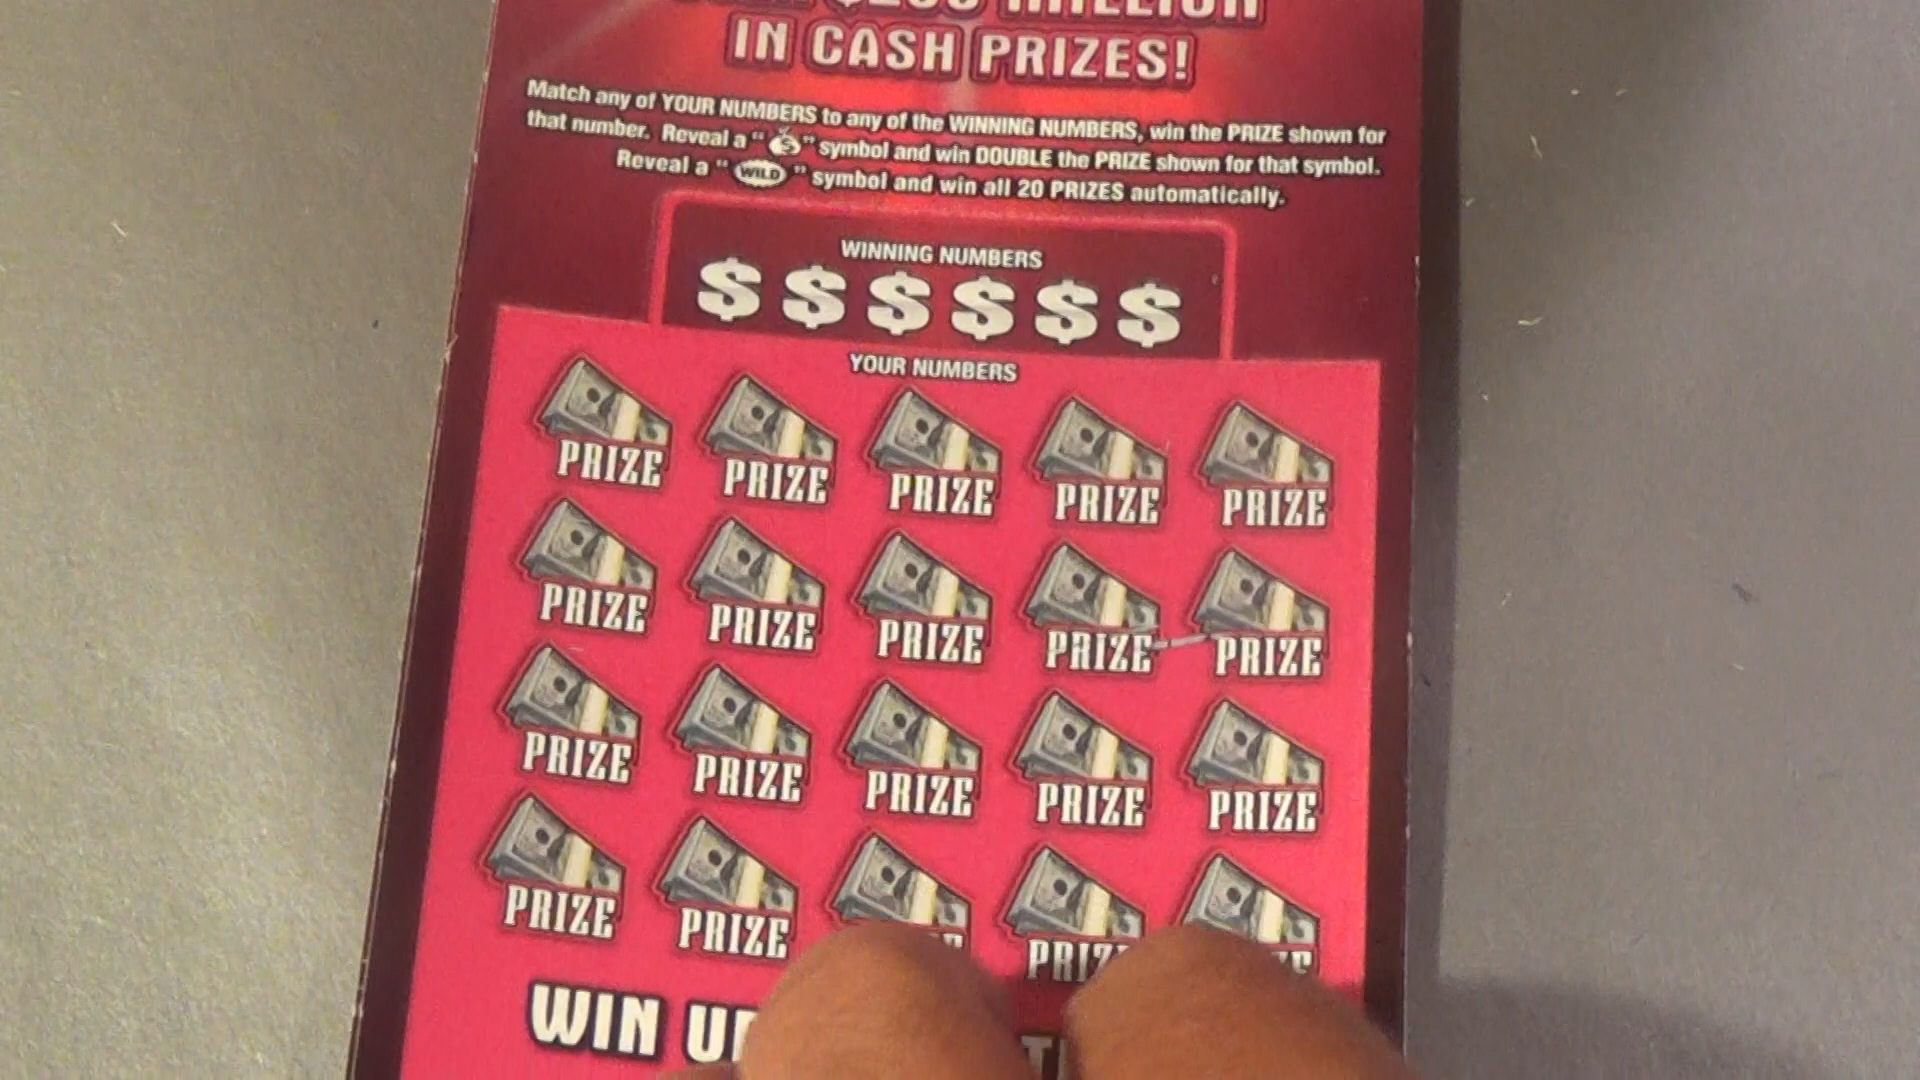 MILLION
IN CASH PRIZES!
Match any of YOUR NUMBERS to any of the WINNING NUMBERS, win the PRIZE shown for
that number. Reveal a " $ " symbol and win DOUBLE the PRIZE shown for that symbol.
Reveal a " WILD " symbol and win all 20 PRIZES automatically.
WINNING NUMBERS
$ $ $ $ $ $
YOUR NUMBERS
PRIZE PRIZE PRIZE PRIZE PRIZE
PRIZE PRIZE PRIZE PRIZE PRIZE
PRIZE PRIZE PRIZE PRIZE PRIZE
PRIZE PRIZE PRIZE
WIN